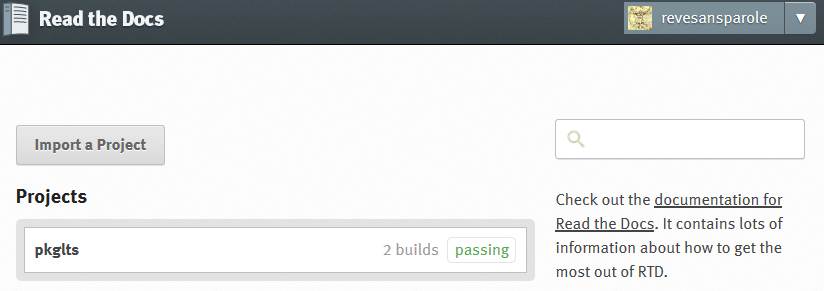 Read the Docs
revesansparole
Import a Project
Projects
pkglts 2 builds passing
Check out the documentation for
Read the Docs. It contains lots of
information about how to get the
most out of RTD.